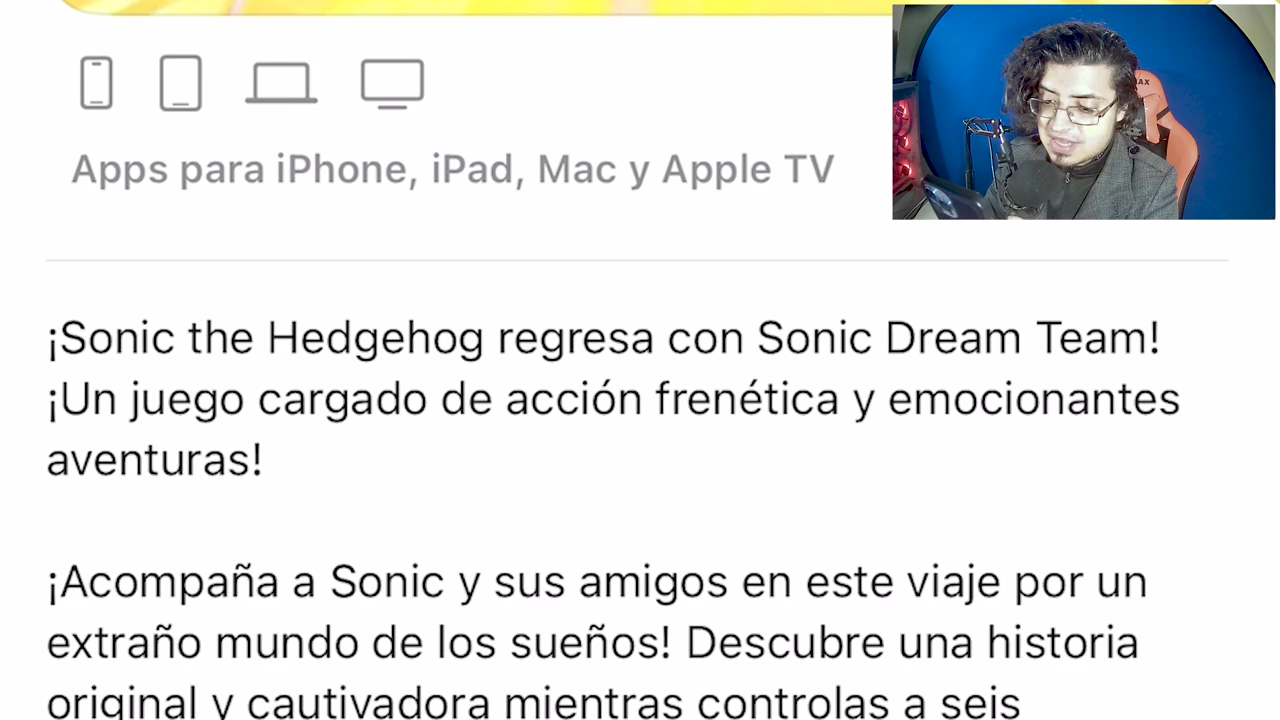 Apps para iPhone, iPad, Mac y Apple TV
¡Sonic the Hedgehog regresa con Sonic Dream Team!
¡Un juego cargado de acción frenética y emocionantes
aventuras!
¡Acompaña a Sonic y sus amigos en este viaje por un
extraño mundo de los sueños! Descubre una historia
original y cautivadora mientras controlas a seis